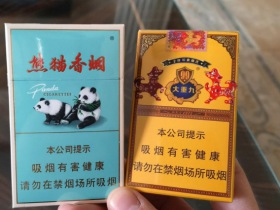 熊猫香烟
Panda
CIGARETTES
本公司提示
吸烟有害健康
请勿在禁烟场所吸烟
大重九
本公司提示
吸烟有害健康
请勿在禁烟场所吸烟